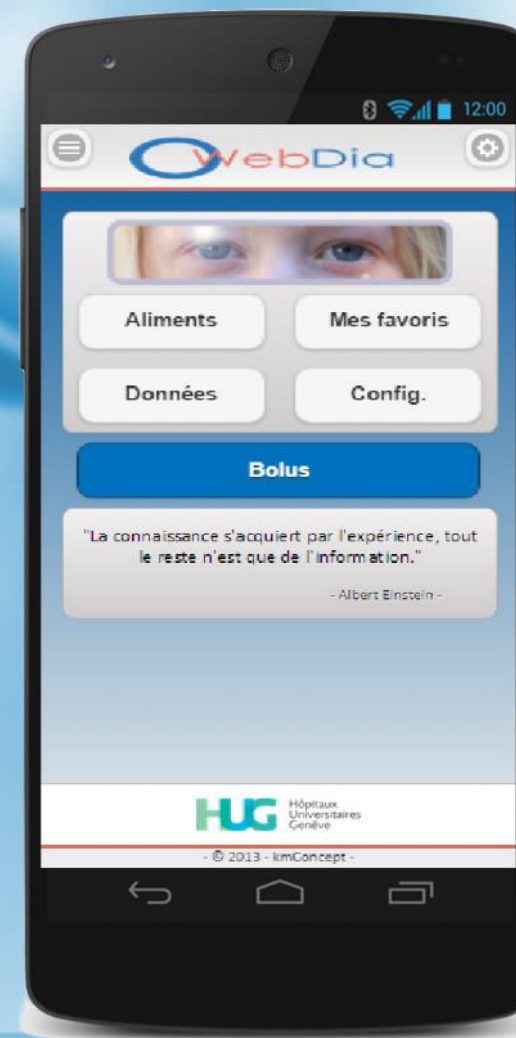 12:00
WebDia
Aliments
Mes favoris
Données
Config.
Bolus
"La connaissance s'acquiert par l'expérience, tout
le reste n'est que de l'information."
- Albert Einstein -
HUG
Hôpitaux
Universitaires
Genève
- © 2013 - kmConcept -